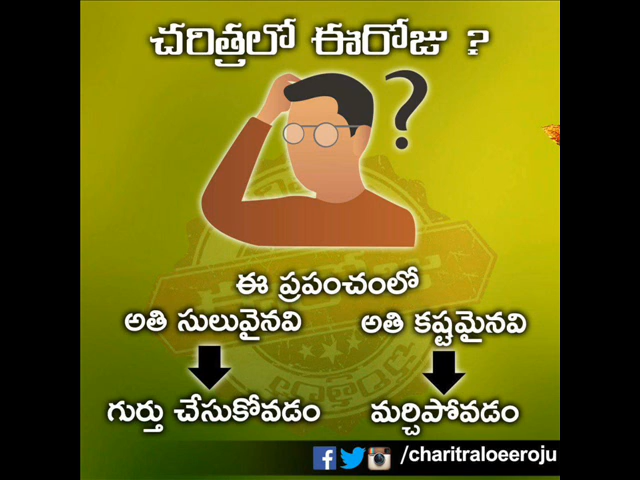 చరిత్రలో ఈరోజు ?
?
ఈ ప్రపంచంలో
అతి సులువైనవి అతి కష్టమైనవి
గుర్తు చేసుకోవడం మర్చిపోవడం
/charitraloeeroju